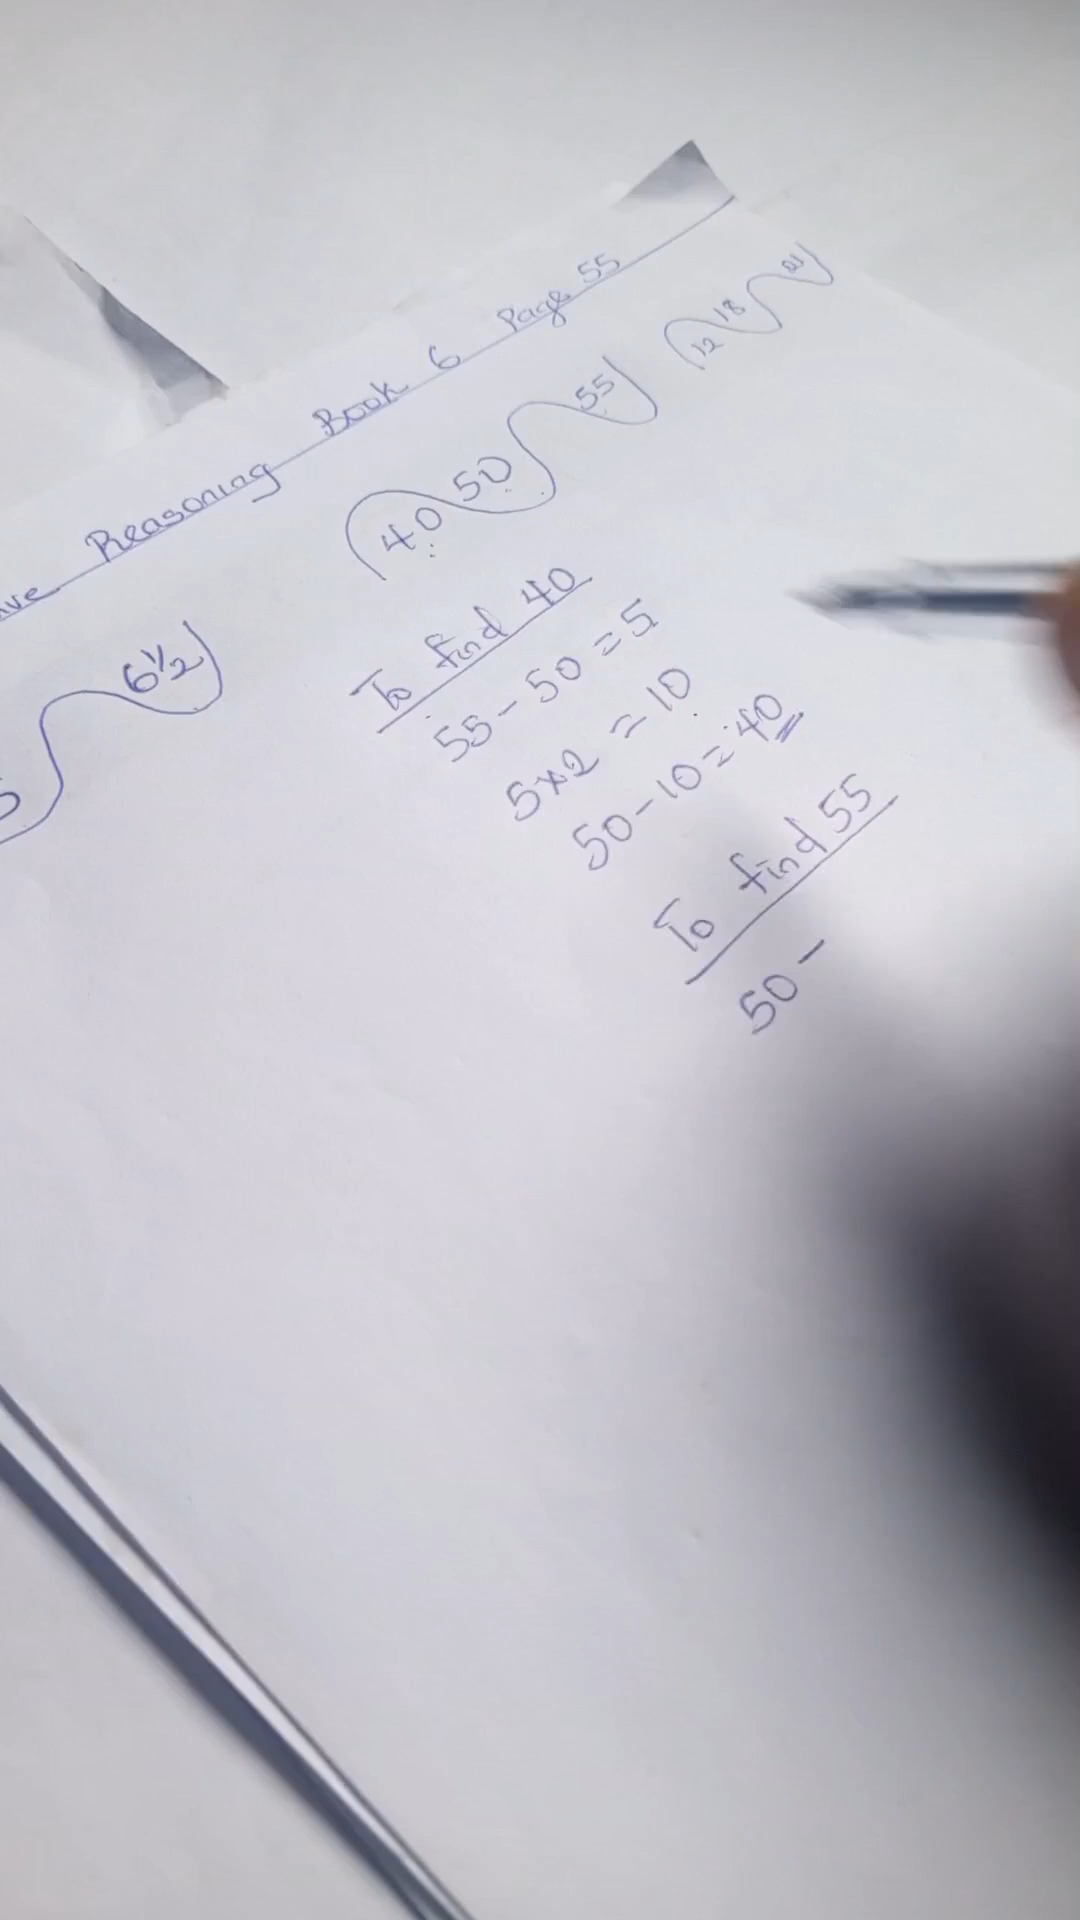 Reasoning Book 6 Page 55
6½
40 50 55
12 18 21
To find 40
55 - 50 = 5
5 x 2 = 10
50 - 10 = 40
To find 55
50 -